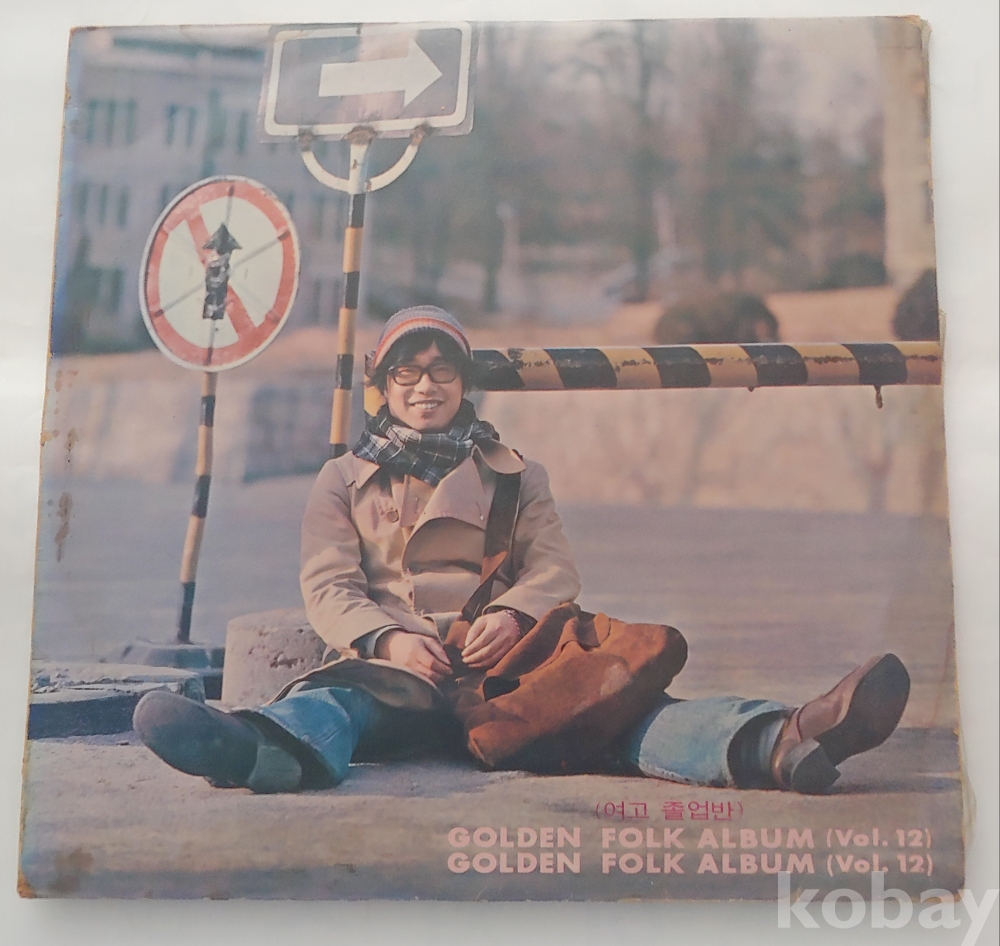 (여고 졸업반)
GOLDEN FOLK ALBUM (Vol. 12)
GOLDEN FOLK ALBUM (Vol. 12)
kobay